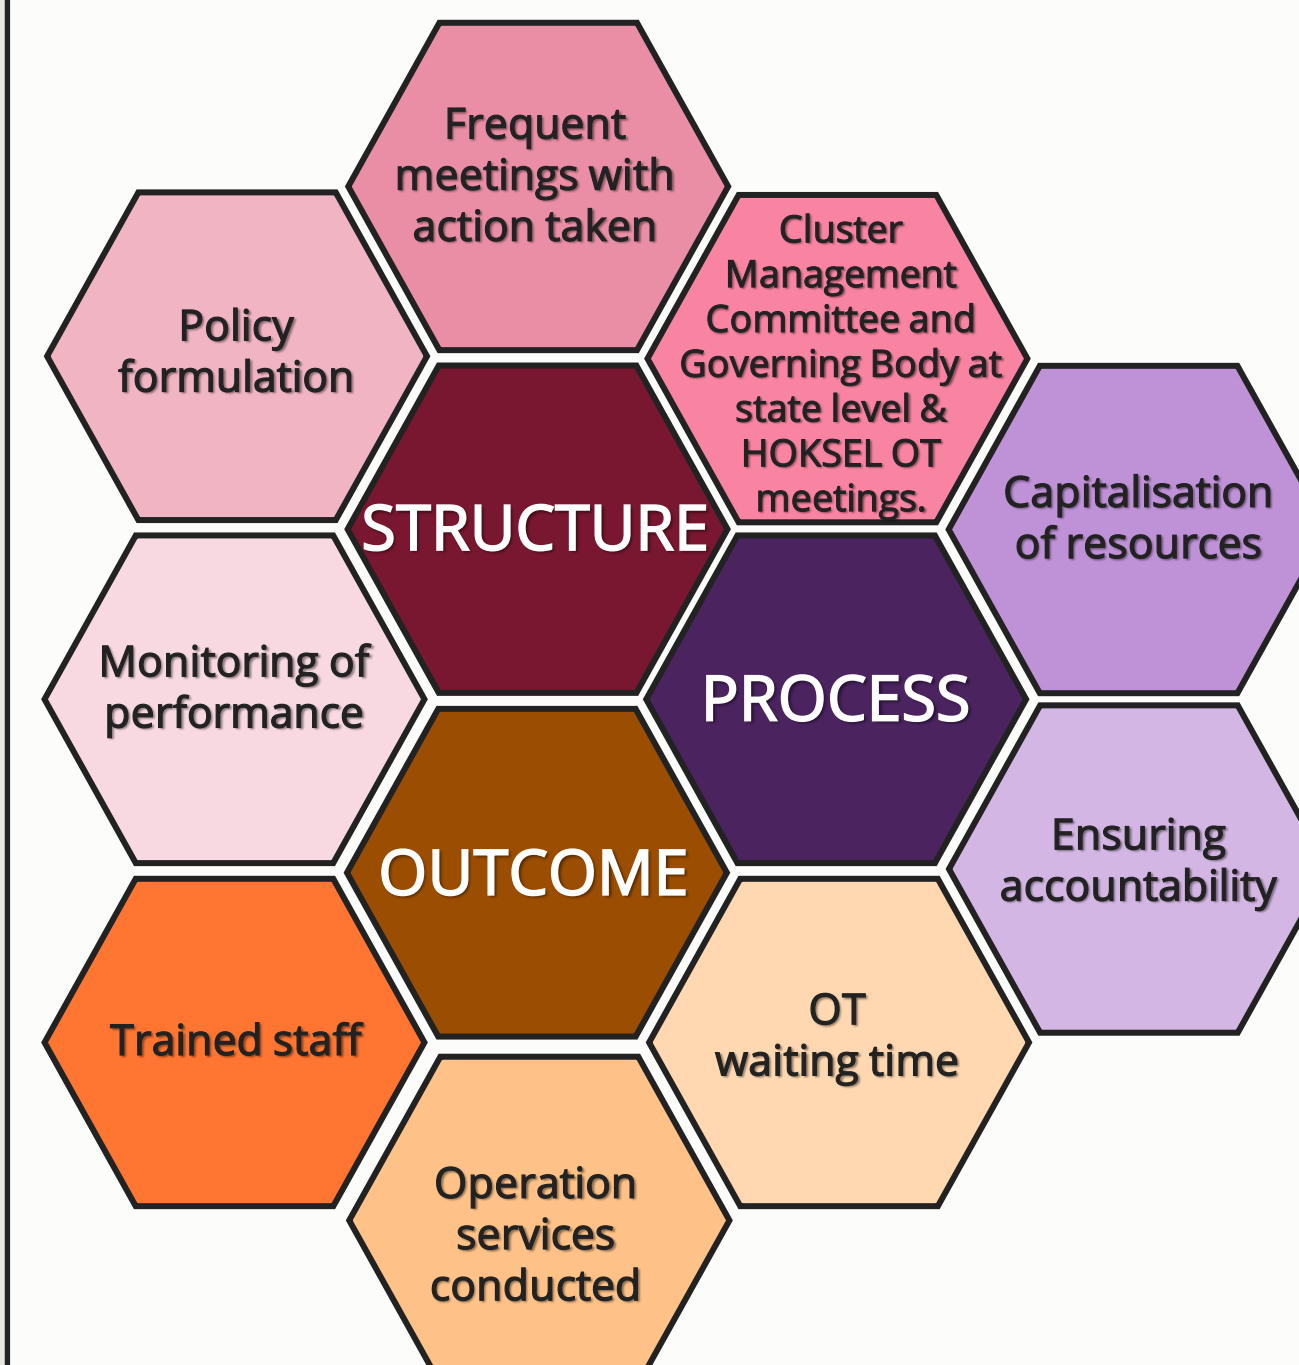 Frequent
meetings with
action taken
Policy
formulation
Cluster
Management
Committee and
Governing Body at
state level &
HOKSEL OT
meetings.
STRUCTURE
Capitalisation
of resources
Monitoring of
performance
PROCESS
OUTCOME
Ensuring
accountability
Trained staff
OT
waiting time
Operation
services
conducted